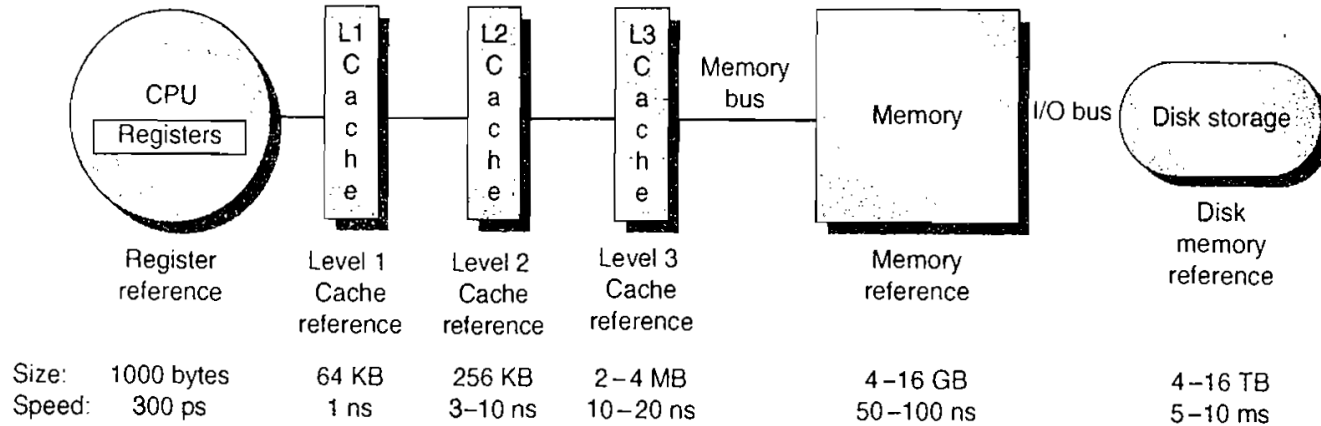 CPU
Registers
L1
C
a
c
h
e
L2
C
a
c
h
e
L3
C
a
c
h
e
Memory
bus
Memory
I/O bus
Disk storage
Register
reference
Level 1
Cache
reference
Level 2
Cache
reference
Level 3
Cache
reference
Memory
reference
Disk
memory
reference
Size: 1000 bytes 64 KB 256 KB 2–4 MB 4–16 GB 4–16 TB
Speed: 300 ps 1 ns 3–10 ns 10–20 ns 50–100 ns 5–10 ms